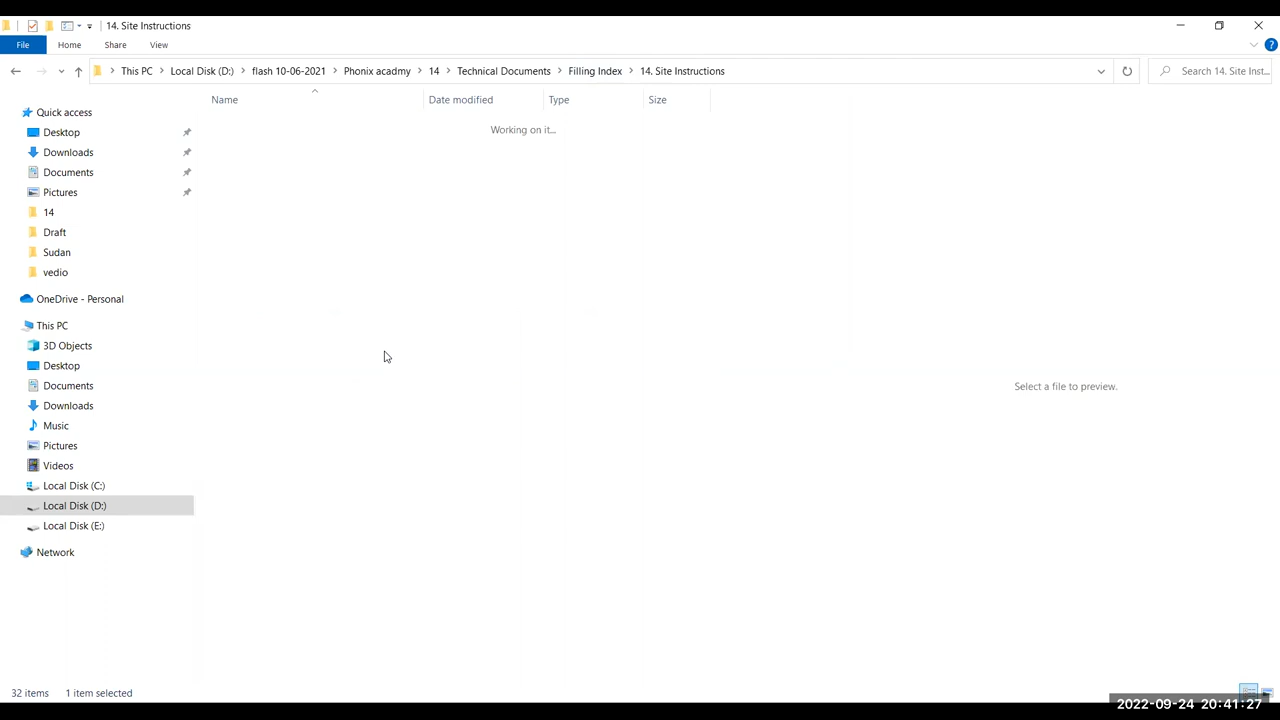 14. Site Instructions
File
Home
Share
View
This PC
Local Disk (D:)
flash 10-06-2021
Phonix acadmy
14
Technical Documents
Filling Index
14. Site Instructions
Search 14. Site Inst...
Name
Date modified
Type
Size
Working on it...
Quick access
Desktop
Downloads
Documents
Pictures
14
Draft
Sudan
vedio
OneDrive - Personal
This PC
3D Objects
Desktop
Documents
Downloads
Music
Pictures
Videos
Local Disk (C:)
Local Disk (D:)
Local Disk (E:)
Network
Select a file to preview.
32 items
1 item selected
2022-09-24 20:41:27